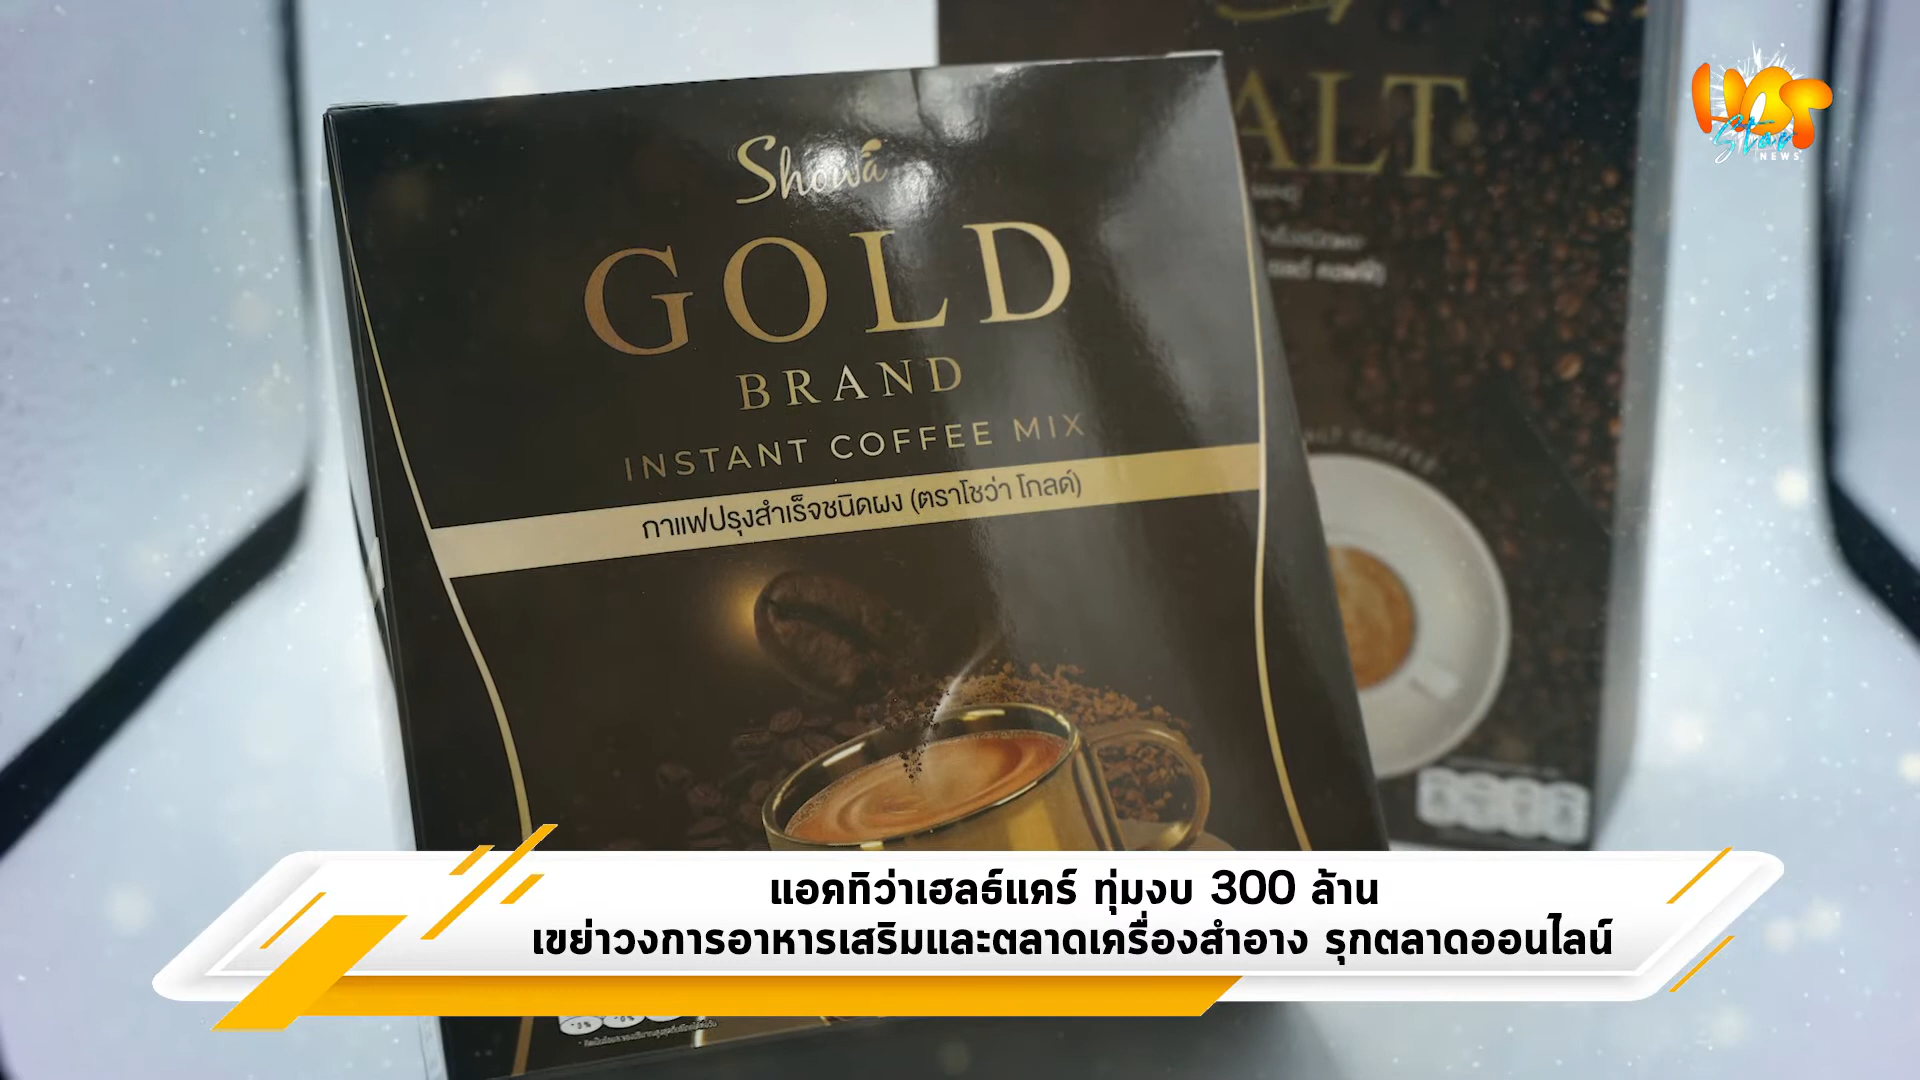 Showa
GOLD
BRAND
INSTANT COFFEE MIX
กาแฟปรุงสำเร็จชนิดผง (ตราโชว่า โกลด์)
ALT
HOT
Star
NEWS
แอคทิว่าเฮลธ์แคร์ ทุ่มงบ 300 ล้าน
เขย่าวงการอาหารเสริมและตลาดเครื่องสำอาง รุกตลาดออนไลน์